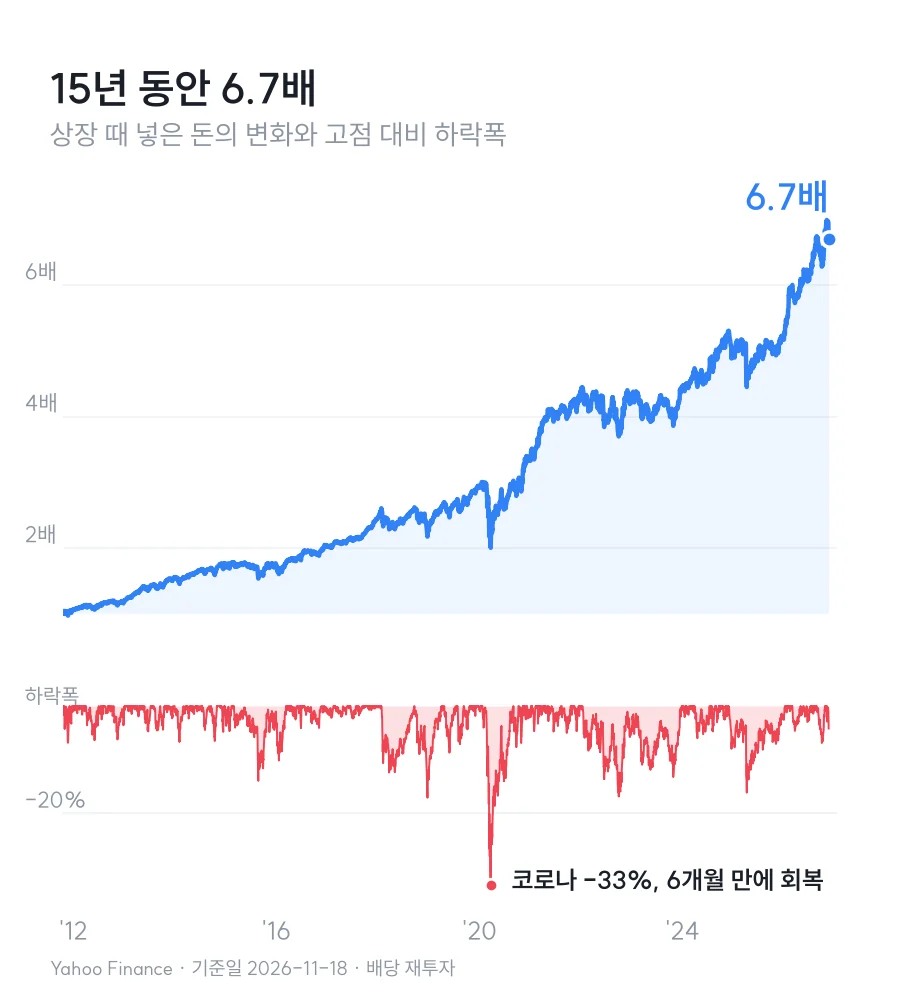 15년 동안 6.7배
상장 때 넣은 돈의 변화와 고점 대비 하락폭
6.7배
6배
4배
2배
하락폭
-20%
코로나 -33%, 6개월 만에 회복
'12 '16 '20 '24
Yahoo Finance · 기준일 2026-11-18 · 배당 재투자